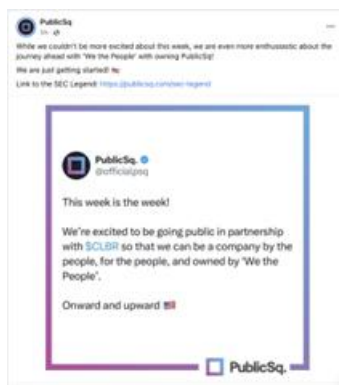 PublicSq
While we couldn't be more excited about this week, we are even more enthusiastic about the
journey ahead with "We the People" with owning PublicSq!
We are just getting started! 🇺🇸
Link to the SEC Legend: https://publicsq.com/sec-legend
PublicSq.
@officialpsq
This week is the week!
We're excited to be going public in partnership
with $CLBR so that we can be a company by the
people, for the people, and owned by "We the
People".
Onward and upward 🇺🇸
PublicSq.